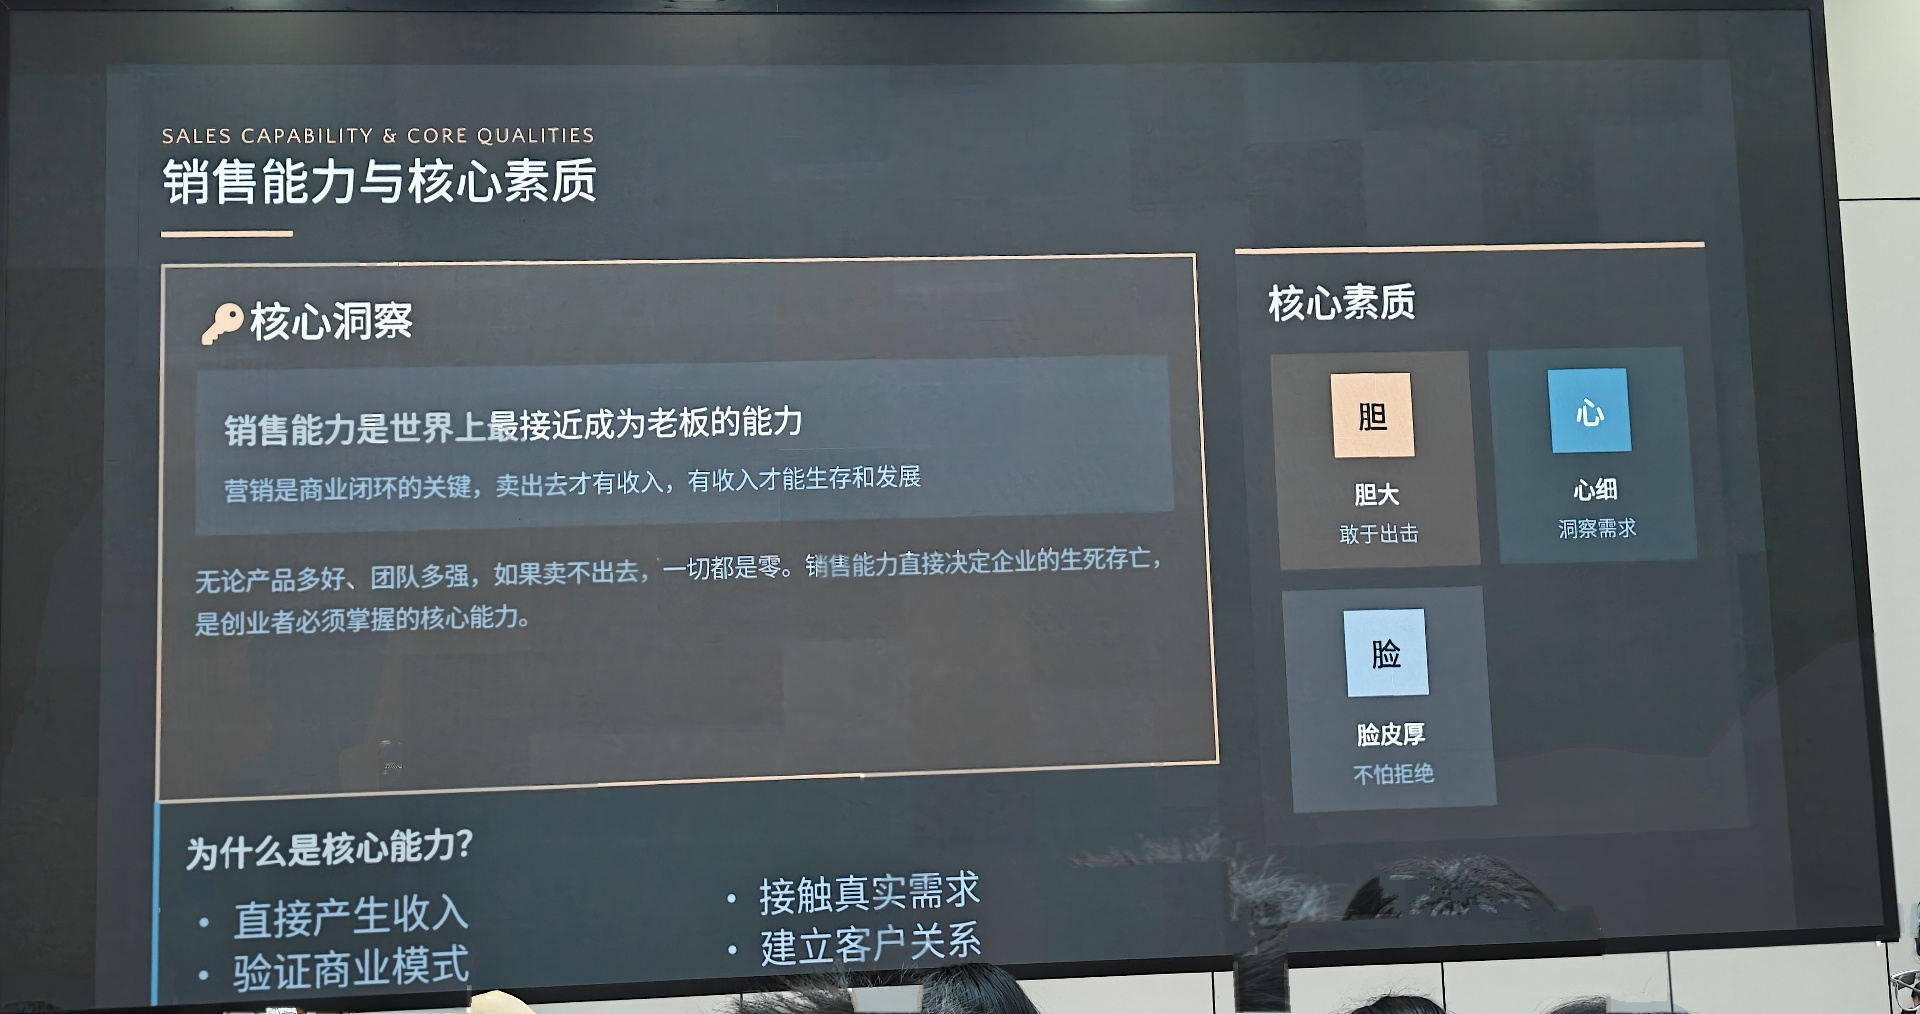 SALES CAPABILITY & CORE QUALITIES
销售能力与核心素质
核心洞察
销售能力是世界上最接近成为老板的能力
营销是商业闭环的关键，卖出去才有收入，有收入才能生存和发展
无论产品多好、团队多强，如果卖不出去，一切都是零。销售能力直接决定企业的生死存亡，
是创业者必须掌握的核心能力。
为什么是核心能力？
• 直接产生收入
• 验证商业模式
• 接触真实需求
• 建立客户关系
核心素质
胆
胆大
敢于出击
心
心细
洞察需求
脸
脸皮厚
不怕拒绝